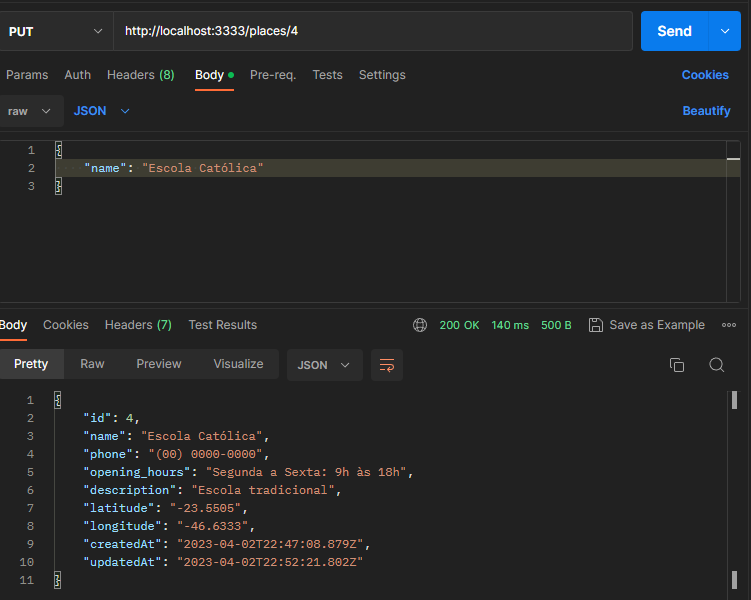 PUT http://localhost:3333/places/4 Send
Params Auth Headers (8) Body Pre-req. Tests Settings Cookies
raw JSON Beautify
1 {
2 "name": "Escola Católica"
3 }
Body Cookies Headers (7) Test Results 200 OK 140 ms 500 B Save as Example
Pretty Raw Preview Visualize JSON
1 {
2 "id": 4,
3 "name": "Escola Católica",
4 "phone": "(00) 0000-0000",
5 "opening_hours": "Segunda a Sexta: 9h às 18h",
6 "description": "Escola tradicional",
7 "latitude": "-23.5505",
8 "longitude": "-46.6333",
9 "createdAt": "2023-04-02T22:47:08.879Z",
10 "updatedAt": "2023-04-02T22:52:21.802Z"
11 }